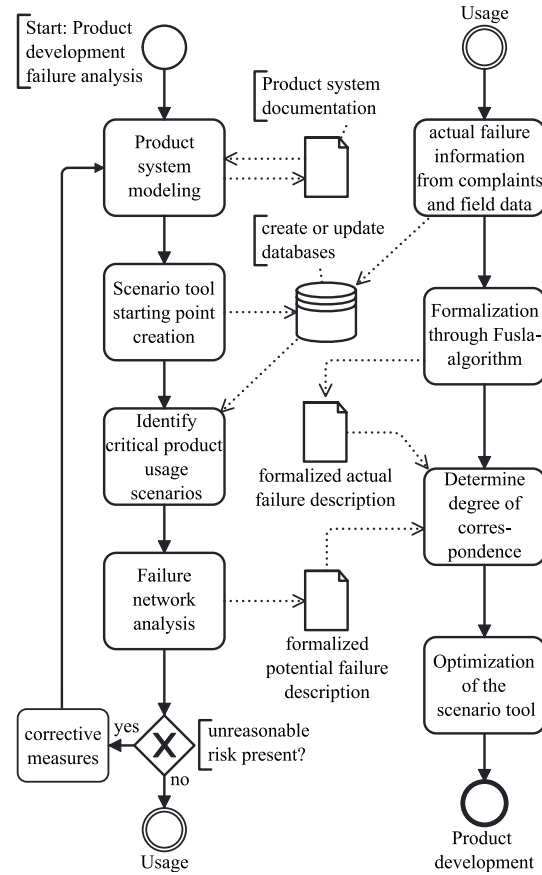 Start: Product
development
failure analysis
Product
system
modeling
Scenario tool
starting point
creation
Identify
critical product
usage
scenarios
Failure
network
analysis
yes
corrective
measures
X
unreasonable
risk present?
no
Usage
Product system
documentation
create or update
databases
formalized actual
failure description
formalized
potential failure
description
Usage
actual failure
information
from complaints
and field data
Formalization
through Fusla-
algorithm
Determine
degree of
corres-
pondence
Optimization
of the
scenario tool
Product
development